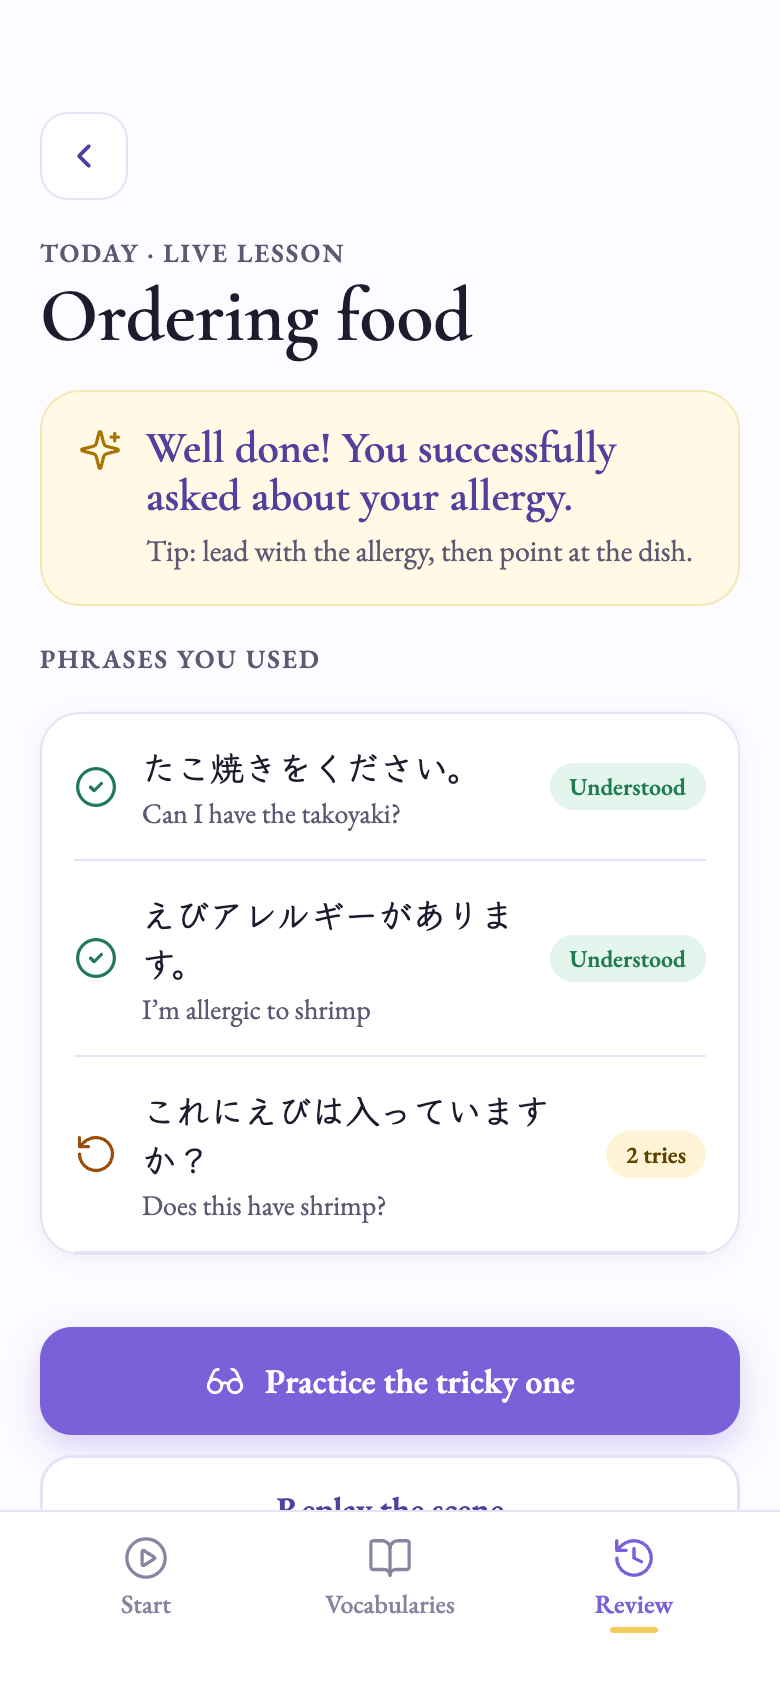 TODAY · LIVE LESSON
Ordering food
Well done! You successfully
asked about your allergy.
Tip: lead with the allergy, then point at the dish.
PHRASES YOU USED
たこ焼きをください。
Can I have the takoyaki?
Understood
えびアレルギーがありま
す。
I’m allergic to shrimp
Understood
これにえびは入っています
か？
Does this have shrimp?
2 tries
Practice the tricky one
Replay the scene
Start
Vocabularies
Review